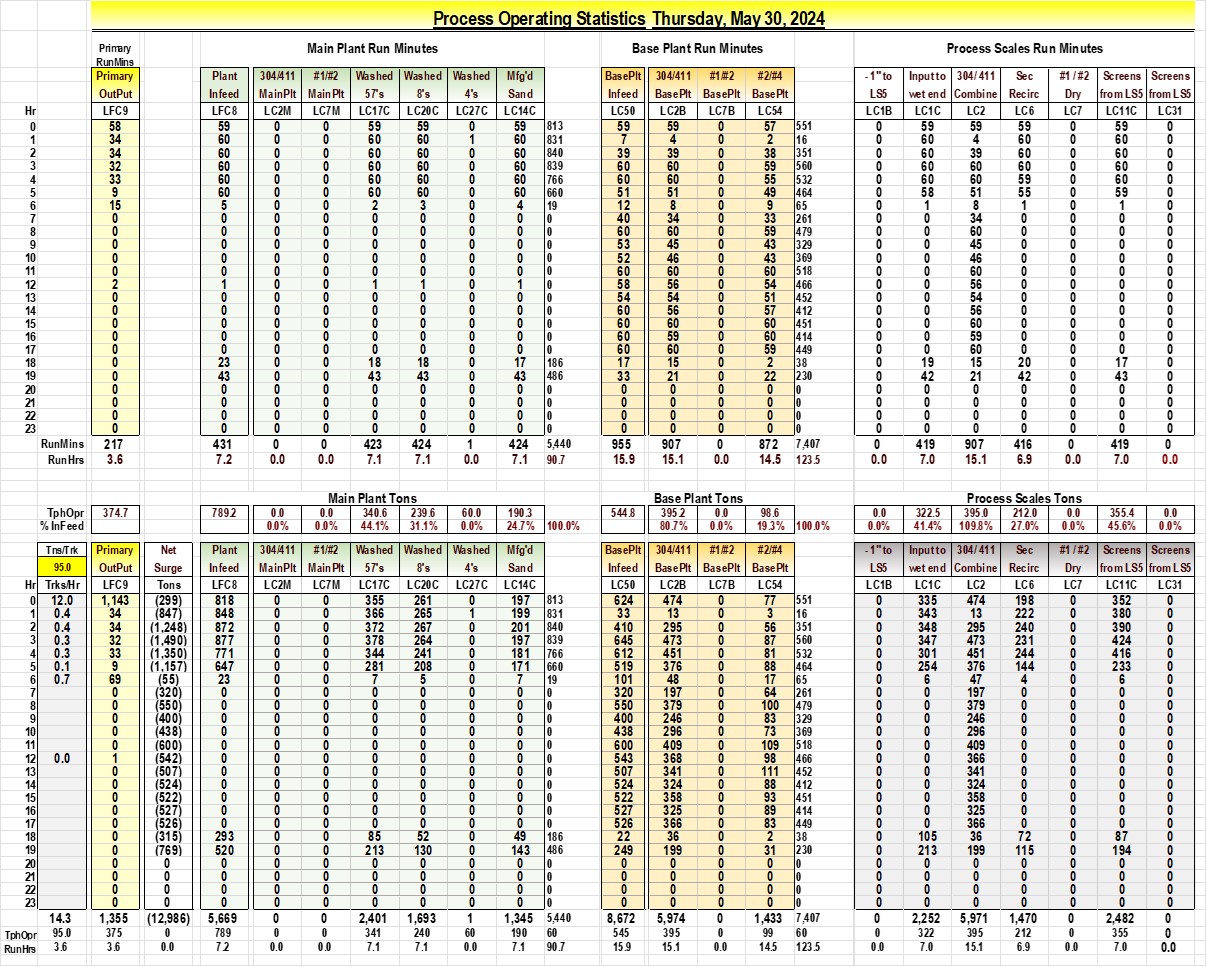 Process Operating Statistics Thursday, May 30, 2024
Primary Main Plant Run Minutes Base Plant Run Minutes Process Scales Run Minutes
RunMins
Primary Plant 304/411 #1/#2 Washed Washed Washed Mfg'd BasePlt 304/411 #1/#2 #2/#4 - 1" to Input to 304/ 411 Sec #1 / #2 Screens Screens
OutPut Infeed MainPlt MainPlt 57's 8's 4's Sand Infeed BasePlt BasePlt BasePlt LS5 wet end Combine Recirc Dry from LS5 from LS5
Hr LFC9 LFC8 LC2M LC7M LC17C LC20C LC27C LC14C LC50 LC2B LC7B LC54 LC1B LC1C LC2 LC6 LC7 LC11C LC31
0 58 59 0 0 59 59 0 59 813 59 59 0 57 551 0 59 59 59 0 59 0
1 34 60 0 0 60 60 1 60 831 7 4 0 2 16 0 60 4 60 0 60 0
2 34 60 0 0 60 60 0 60 840 39 39 0 38 351 0 60 39 60 0 60 0
3 32 60 0 0 60 60 0 60 839 60 60 0 59 560 0 60 60 60 0 60 0
4 33 60 0 0 60 60 0 60 766 60 60 0 55 532 0 60 60 59 0 60 0
5 9 60 0 0 60 60 0 60 660 51 51 0 49 464 0 58 51 55 0 59 0
6 15 5 0 0 2 3 0 4 19 12 8 0 9 65 0 1 8 1 0 1 0
7 0 0 0 0 0 0 0 0 0 40 34 0 33 261 0 0 34 0 0 0 0
8 0 0 0 0 0 0 0 0 0 60 60 0 59 479 0 0 60 0 0 0 0
9 0 0 0 0 0 0 0 0 0 53 45 0 43 329 0 0 45 0 0 0 0
10 0 0 0 0 0 0 0 0 0 52 46 0 43 369 0 0 46 0 0 0 0
11 0 0 0 0 0 0 0 0 0 60 60 0 60 518 0 0 60 0 0 0 0
12 2 1 0 0 1 1 0 1 0 58 56 0 54 466 0 0 56 0 0 0 0
13 0 0 0 0 0 0 0 0 0 54 54 0 51 452 0 0 54 0 0 0 0
14 0 0 0 0 0 0 0 0 0 60 56 0 57 412 0 0 56 0 0 0 0
15 0 0 0 0 0 0 0 0 0 60 60 0 60 451 0 0 60 0 0 0 0
16 0 0 0 0 0 0 0 0 0 60 59 0 60 414 0 0 59 0 0 0 0
17 0 0 0 0 0 0 0 0 0 60 60 0 59 449 0 0 60 0 0 0 0
18 0 23 0 0 18 18 0 17 186 17 15 0 2 38 0 19 15 20 0 17 0
19 0 43 0 0 43 43 0 43 486 33 21 0 22 230 0 42 21 42 0 43 0
20 0 0 0 0 0 0 0 0 0 0 0 0 0 0 0 0 0 0 0 0 0
21 0 0 0 0 0 0 0 0 0 0 0 0 0 0 0 0 0 0 0 0 0
22 0 0 0 0 0 0 0 0 0 0 0 0 0 0 0 0 0 0 0 0 0
23 0 0 0 0 0 0 0 0 0 0 0 0 0 0 0 0 0 0 0 0 0
RunMins 217 431 0 0 423 424 1 424 5,440 955 907 0 872 7,407 0 419 907 416 0 419 0
RunHrs 3.6 7.2 0.0 0.0 7.1 7.1 0.0 7.1 90.7 15.9 15.1 0.0 14.5 123.5 0.0 7.0 15.1 6.9 0.0 7.0 0.0
Main Plant Tons Base Plant Tons Process Scales Tons
TphOpr 374.7 789.2 0.0 0.0 340.6 239.6 60.0 190.3 544.8 395.2 0.0 98.6 0.0 322.5 395.0 212.0 0.0 355.4 0.0
% InFeed 0.0% 0.0% 44.1% 31.1% 0.0% 24.7% 100.0% 80.7% 0.0% 19.3% 100.0% 0.0% 41.4% 109.8% 27.0% 0.0% 45.6% 0.0%
Tns/Trk Primary Net Plant 304/411 #1/#2 Washed Washed Washed Mfg'd BasePlt 304/411 #1/#2 #2/#4 - 1" to Input to 304/ 411 Sec #1 / #2 Screens Screens
95.0 OutPut Surge Infeed MainPlt MainPlt 57's 8's 4's Sand Infeed BasePlt BasePlt BasePlt LS5 wet end Combine Recirc Dry from LS5 from LS5
Hr Trks/Hr LFC9 Tons LFC8 LC2M LC7M LC17C LC20C LC27C LC14C LC50 LC2B LC7B LC54 LC1B LC1C LC2 LC6 LC7 LC11C LC31
0 12.0 1,143 (299) 818 0 0 355 261 0 197 813 624 474 0 77 551 0 335 474 198 0 352 0
1 0.4 34 (847) 848 0 0 366 265 1 199 831 33 13 0 3 16 0 343 13 222 0 380 0
2 0.4 34 (1,248) 872 0 0 372 267 0 201 840 410 295 0 56 351 0 348 295 240 0 390 0
3 0.3 32 (1,490) 877 0 0 378 264 0 197 839 645 473 0 87 560 0 347 473 231 0 424 0
4 0.3 33 (1,350) 771 0 0 344 241 0 181 766 612 451 0 81 532 0 301 451 244 0 416 0
5 0.1 9 (1,157) 647 0 0 281 208 0 171 660 519 376 0 88 464 0 254 376 144 0 233 0
6 0.7 69 (55) 23 0 0 7 5 0 7 19 101 48 0 17 65 0 6 47 4 0 6 0
7 0 (320) 0 0 0 0 0 0 0 0 320 197 0 64 261 0 0 197 0 0 0 0
8 0 (550) 0 0 0 0 0 0 0 0 550 379 0 100 479 0 0 379 0 0 0 0
9 0 (400) 0 0 0 0 0 0 0 0 400 246 0 83 329 0 0 246 0 0 0 0
10 0 (438) 0 0 0 0 0 0 0 0 438 296 0 73 369 0 0 296 0 0 0 0
11 0 (600) 0 0 0 0 0 0 0 0 600 409 0 109 518 0 0 409 0 0 0 0
12 0.0 1 (542) 0 0 0 0 0 0 0 0 543 368 0 98 466 0 0 366 0 0 0 0
13 0 (507) 0 0 0 0 0 0 0 0 507 341 0 111 452 0 0 341 0 0 0 0
14 0 (524) 0 0 0 0 0 0 0 0 524 324 0 88 412 0 0 324 0 0 0 0
15 0 (522) 0 0 0 0 0 0 0 0 522 358 0 93 451 0 0 358 0 0 0 0
16 0 (527) 0 0 0 0 0 0 0 0 527 325 0 89 414 0 0 325 0 0 0 0
17 0 (526) 0 0 0 0 0 0 0 0 526 366 0 83 449 0 0 366 0 0 0 0
18 0 (315) 293 0 0 85 52 0 49 186 22 36 0 2 38 0 105 36 72 0 87 0
19 0 (769) 520 0 0 213 130 0 143 486 249 199 0 31 230 0 213 199 115 0 194 0
20 0 0 0 0 0 0 0 0 0 0 0 0 0 0 0 0 0 0 0 0 0 0
21 0 0 0 0 0 0 0 0 0 0 0 0 0 0 0 0 0 0 0 0 0 0
22 0 0 0 0 0 0 0 0 0 0 0 0 0 0 0 0 0 0 0 0 0 0
23 0 0 0 0 0 0 0 0 0 0 0 0 0 0 0 0 0 0 0 0 0 0
14.3 1,355 (12,986) 5,669 0 0 2,401 1,693 1 1,345 5,440 8,672 5,974 0 1,433 7,407 0 2,252 5,971 1,470 0 2,482 0
TphOpr 95.0 375 0 789 0 0 341 240 60 190 60 545 395 0 99 60 0 322 395 212 0 355 0
RunHrs 3.6 3.6 0.0 7.2 0.0 0.0 7.1 7.1 0.0 7.1 90.7 15.9 15.1 0.0 14.5 123.5 0.0 7.0 15.1 6.9 0.0 7.0 0.0